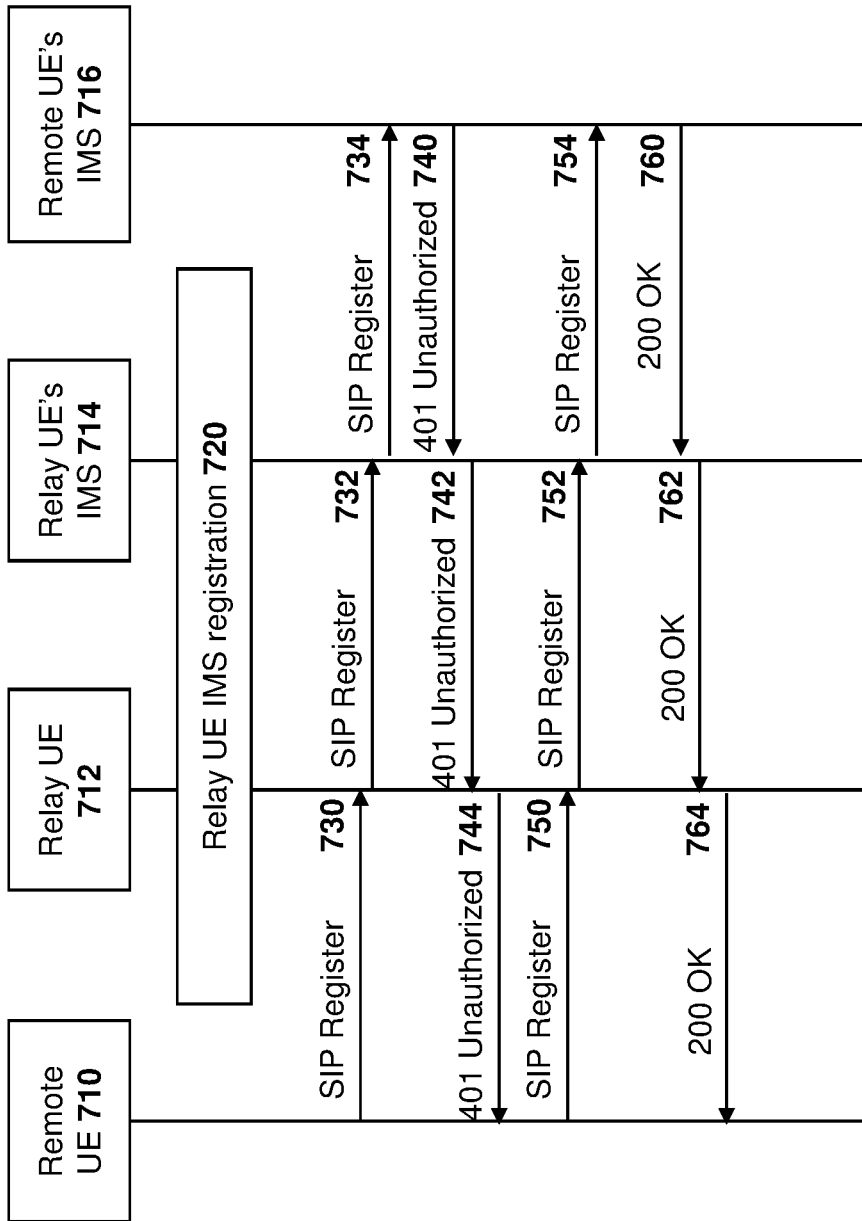 Remote
UE 710
Relay UE
712
Relay UE's
IMS 714
Remote UE's
IMS 716
Relay UE IMS registration 720
SIP Register 730
SIP Register 732
SIP Register 734
401 Unauthorized 740
401 Unauthorized 742
401 Unauthorized 744
SIP Register 750
SIP Register 752
SIP Register 754
200 OK 760
200 OK 762
200 OK 764